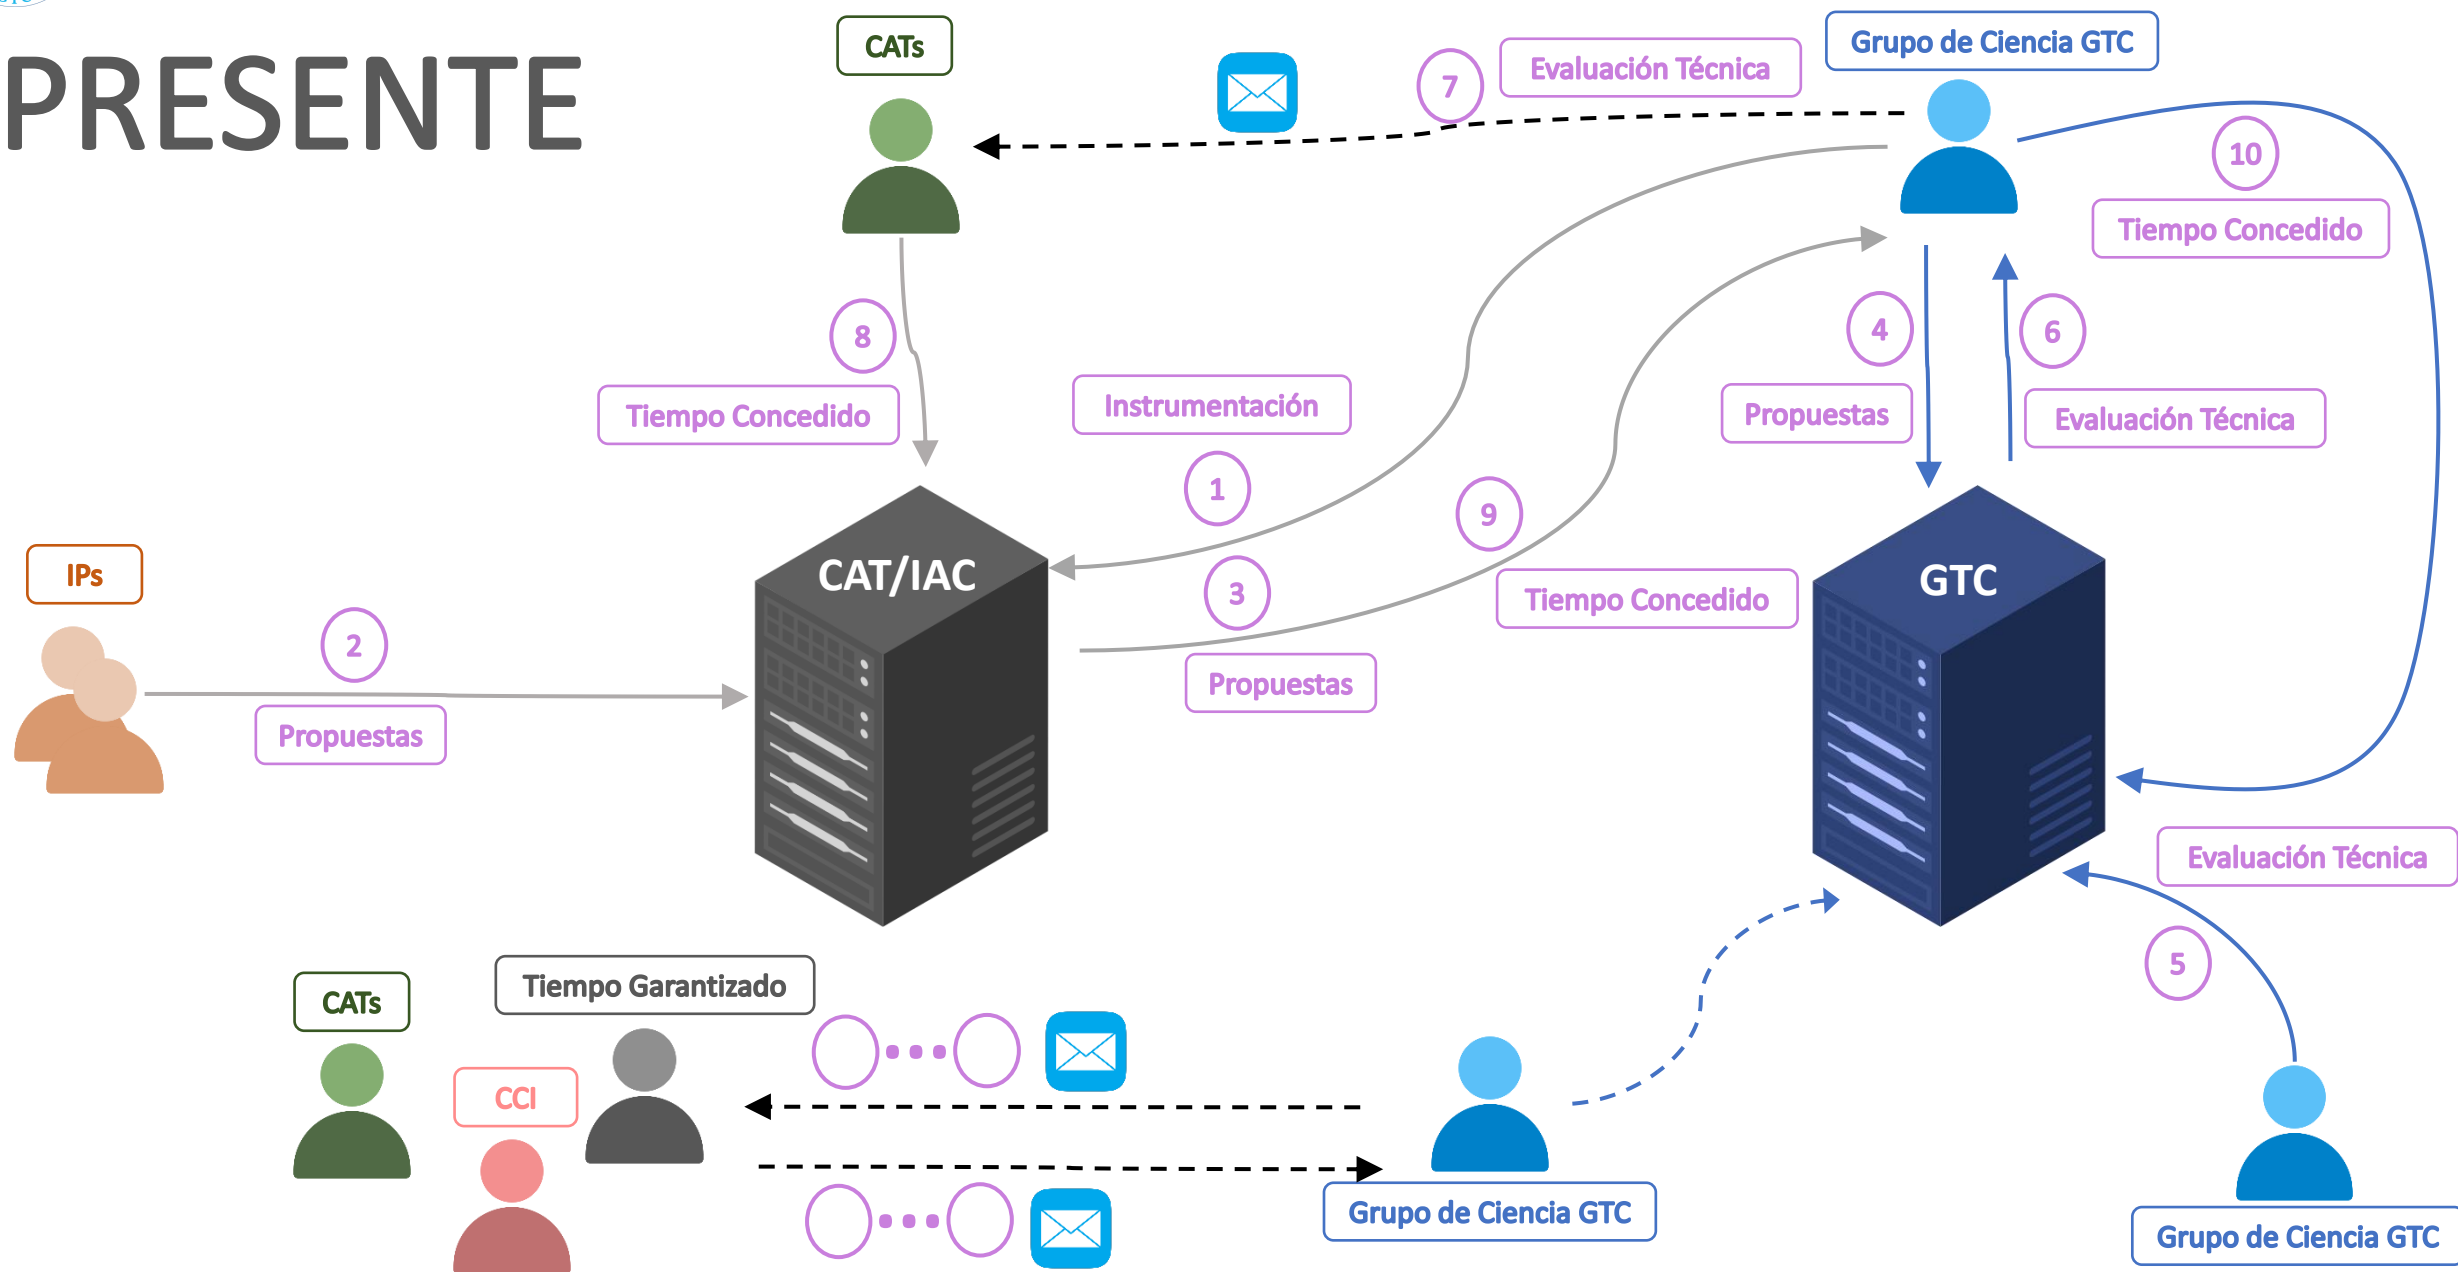 PRESENTE
CATs
7
Evaluación Técnica
Grupo de Ciencia GTC
10
Tiempo Concedido
8
Tiempo Concedido
Instrumentación
1
4
Propuestas
6
Evaluación Técnica
9
Tiempo Concedido
IPs
2
Propuestas
CAT/IAC
3
Propuestas
GTC
Evaluación Técnica
5
CATs
Tiempo Garantizado
CCI
Grupo de Ciencia GTC
Grupo de Ciencia GTC